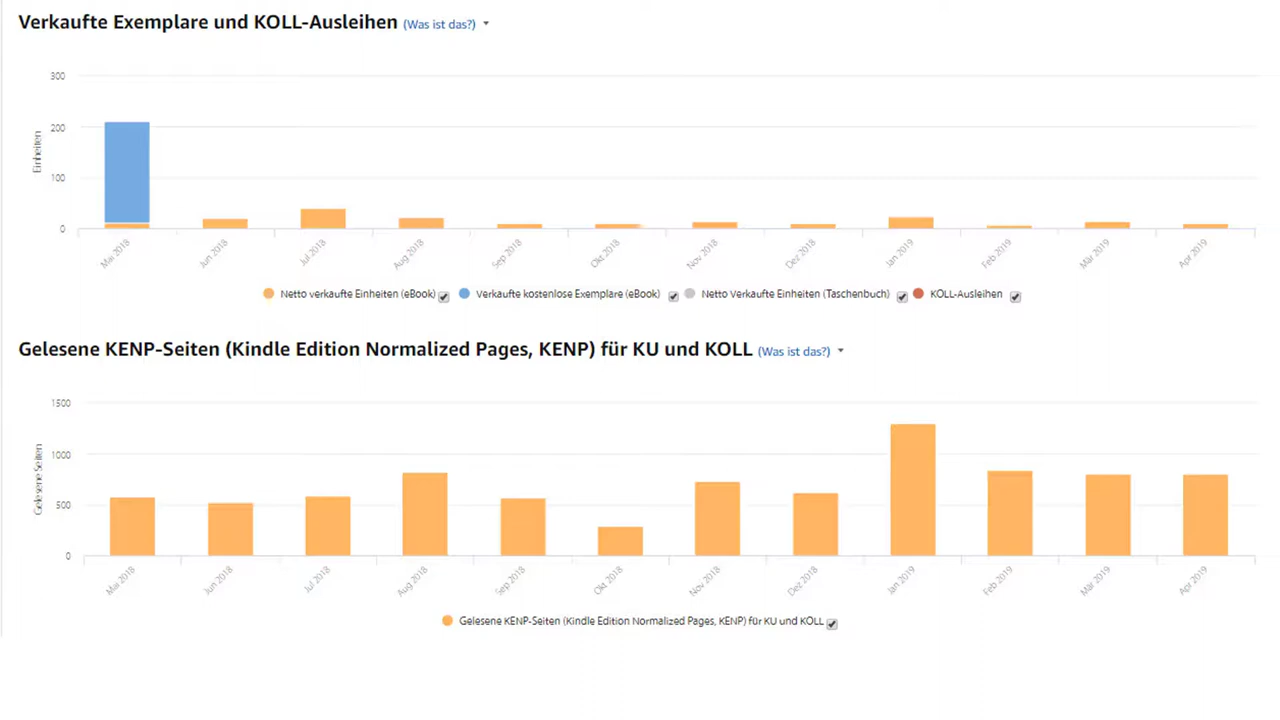 Verkaufte Exemplare und KOLL-Ausleihen (Was ist das?)
300
Einheiten
200
100
0
Mai 2018 Jun 2018 Jul 2018 Aug 2018 Sep 2018 Okt 2018 Nov 2018 Dez 2018 Jan 2019 Feb 2019 Mär 2019 Apr 2019
Netto verkaufte Einheiten (eBook) Verkaufte kostenlose Exemplare (eBook) Netto Verkaufte Einheiten (Taschenbuch) KOLL-Ausleihen
Gelesene KENP-Seiten (Kindle Edition Normalized Pages, KENP) für KU und KOLL (Was ist das?)
1500
Gelesene Seiten
1000
500
0
Mai 2018 Jun 2018 Jul 2018 Aug 2018 Sep 2018 Okt 2018 Nov 2018 Dez 2018 Jan 2019 Feb 2019 Mär 2019 Apr 2019
Gelesene KENP-Seiten (Kindle Edition Normalized Pages, KENP) für KU und KOLL